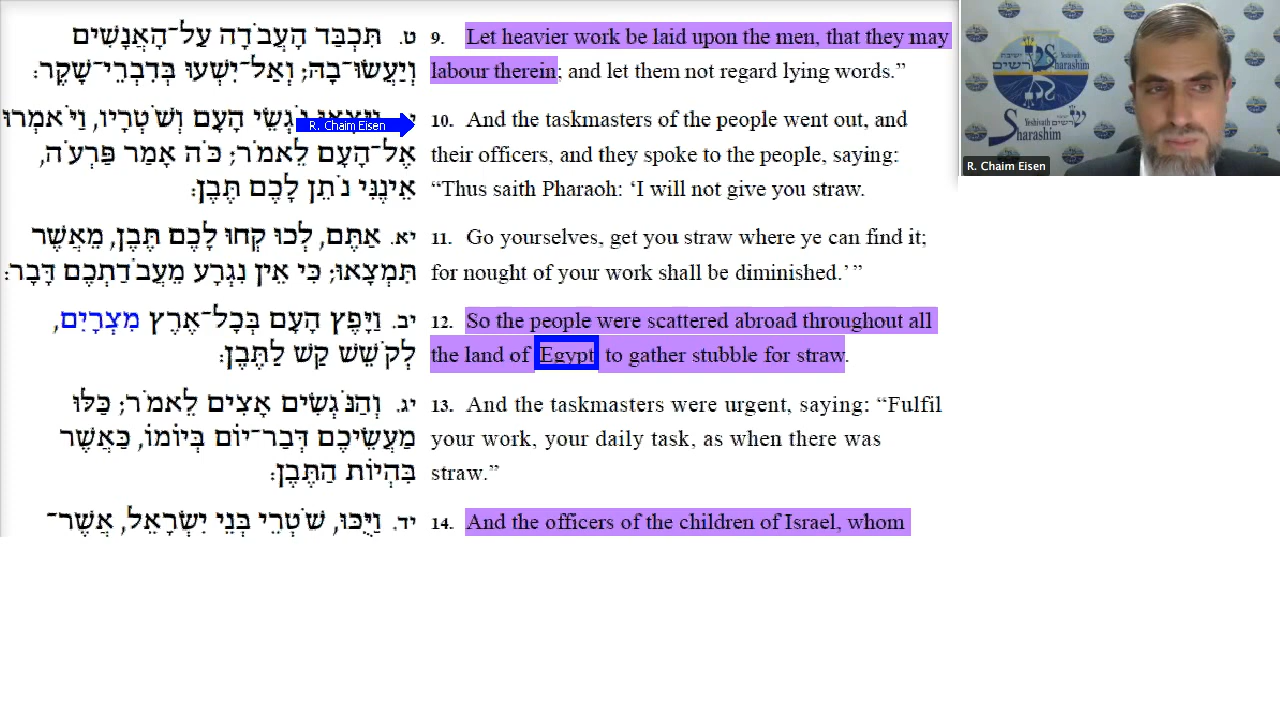 ט. תִּכְבַּד הָעֲבֹדָה עַל־הָאֲנָשִׁים
וְיַעֲשׂוּ־בָהּ; וְאַל־יִשְׁעוּ בְּדִבְרֵי־שָׁקֶר:
נֹגְשֵׂי הָעָם וְשֹׁטְרָיו, וַיֹּאמְרוּ
אֶל־הָעָם לֵאמֹר; כֹּה אָמַר פַּרְעֹה,
אֵינֶנִּי נֹתֵן לָכֶם תֶּבֶן:
יא. אַתֶּם, לְכוּ קְחוּ לָכֶם תֶּבֶן, מֵאֲשֶׁר
תִּמְצָאוּ; כִּי אֵין נִגְרָע מֵעֲבֹדַתְכֶם דָּבָר:
יב. וַיָּפֶץ הָעָם בְּכָל־אֶרֶץ מִצְרָיִם,
לְקֹשֵׁשׁ קַשׁ לַתֶּבֶן:
יג. וְהַנֹּגְשִׂים אָצִים לֵאמֹר; כַּלּוּ
מַעֲשֵׂיכֶם דְּבַר־יוֹם בְּיוֹמוֹ, כַּאֲשֶׁר
בִּהְיוֹת הַתֶּבֶן:
יד. וַיֻּכּוּ, שֹׁטְרֵי בְּנֵי יִשְׂרָאֵל, אֲשֶׁר־
R. Chaim Eisen
9. Let heavier work be laid upon the men, that they may
labour therein; and let them not regard lying words.”
10. And the taskmasters of the people went out, and
their officers, and they spoke to the people, saying:
“Thus saith Pharaoh: ‘I will not give you straw.
11. Go yourselves, get you straw where ye can find it;
for nought of your work shall be diminished.’”
12. So the people were scattered abroad throughout all
the land of Egypt to gather stubble for straw.
13. And the taskmasters were urgent, saying: “Fulfil
your work, your daily task, as when there was
straw.”
14. And the officers of the children of Israel, whom
Yeshivath שרשים
Sharashim
R. Chaim Eisen